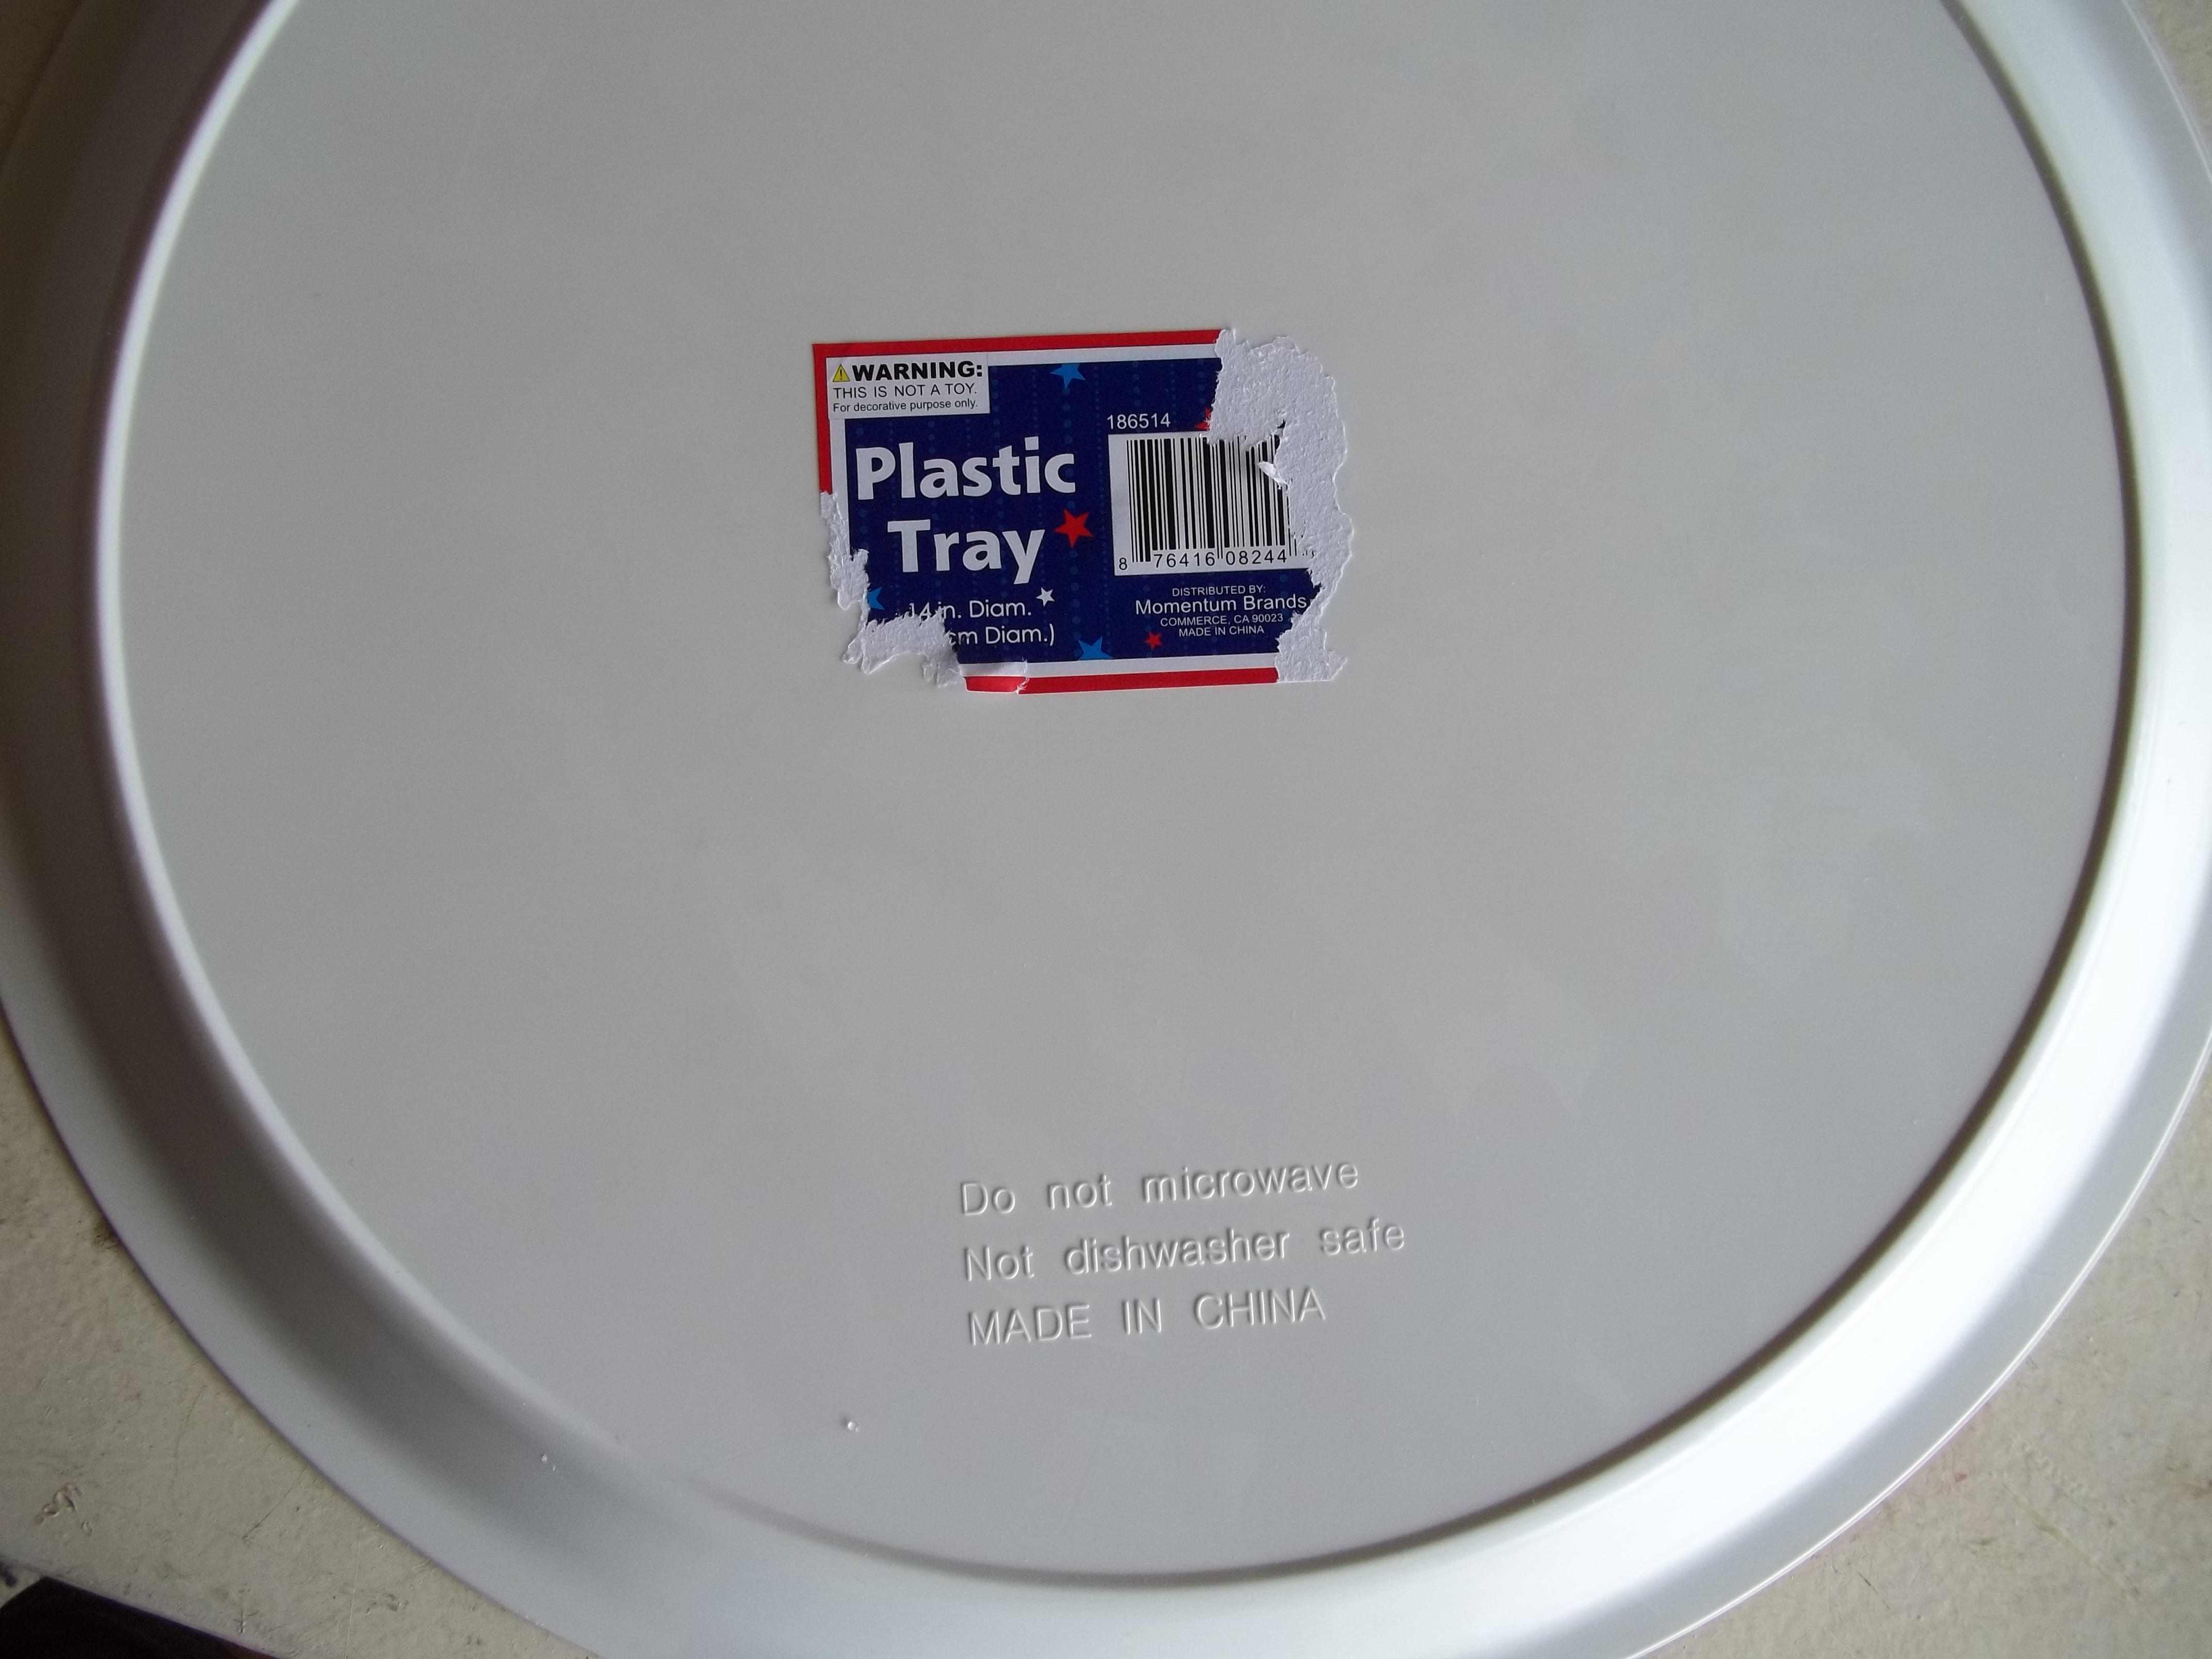 WARNING:
THIS IS NOT A TOY.
For decorative purpose only.
Plastic
Tray
14 in. Diam.
cm Diam.)
186514
8 76416 08244
DISTRIBUTED BY:
Momentum Brands
COMMERCE, CA 90023
MADE IN CHINA
Do not microwave
Not dishwasher safe
MADE IN CHINA